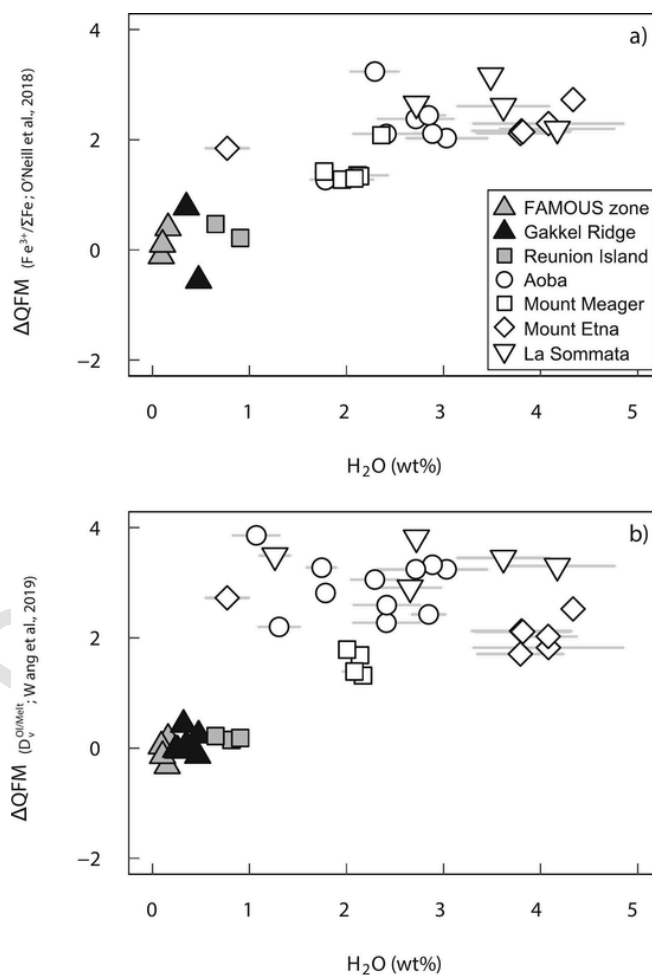 a)
4
2
0
−2
ΔQFM (Fe³⁺/ΣFe; O'Neill et al., 2018)
FAMOUS zone
Gakkel Ridge
Reunion Island
Aoba
Mount Meager
Mount Etna
La Sommata
0 1 2 3 4 5
H₂O (wt%)
b)
4
2
0
−2
ΔQFM (Dᵥᴼˡ/ᴹᵉˡᵗ; Wang et al., 2019)
0 1 2 3 4 5
H₂O (wt%)